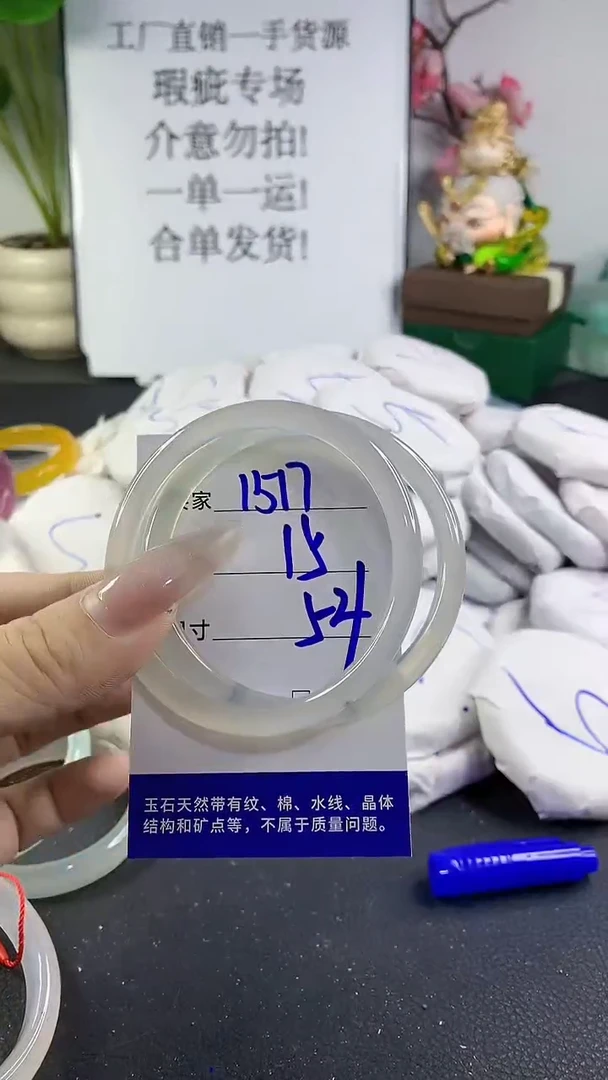 工厂直销一手货源
瑕疵专场
介意勿拍!
一单一运!
合单发货!
家 1517
15
寸 54
玉石天然带有纹、棉、水线、晶体
结构和矿点等，不属于质量问题。